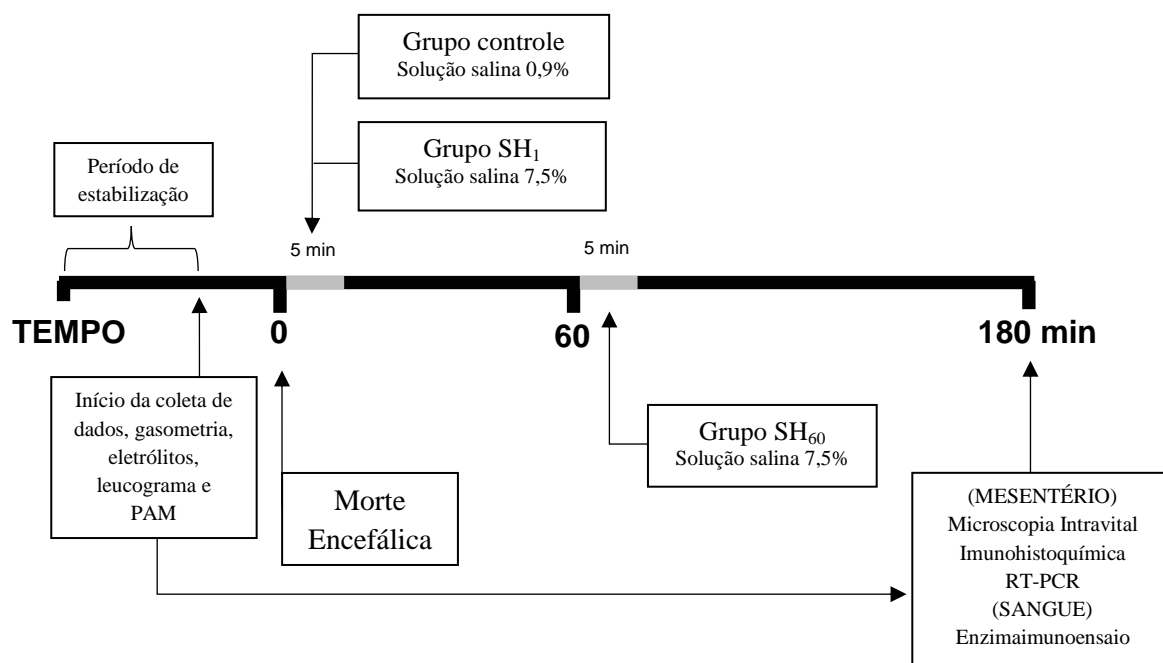 Grupo controle
Solução salina 0,9%
Grupo SH₁
Solução salina 7,5%
Período de
estabilização
5 min
5 min
TEMPO
0
60
180 min
Início da coleta de
dados, gasometria,
eletrólitos,
leucograma e
PAM
Morte
Encefálica
Grupo SH₆₀
Solução salina 7,5%
(MESENTÉRIO)
Microscopia Intravital
Imunohistoquímica
RT-PCR
(SANGUE)
Enzimaimunoensaio